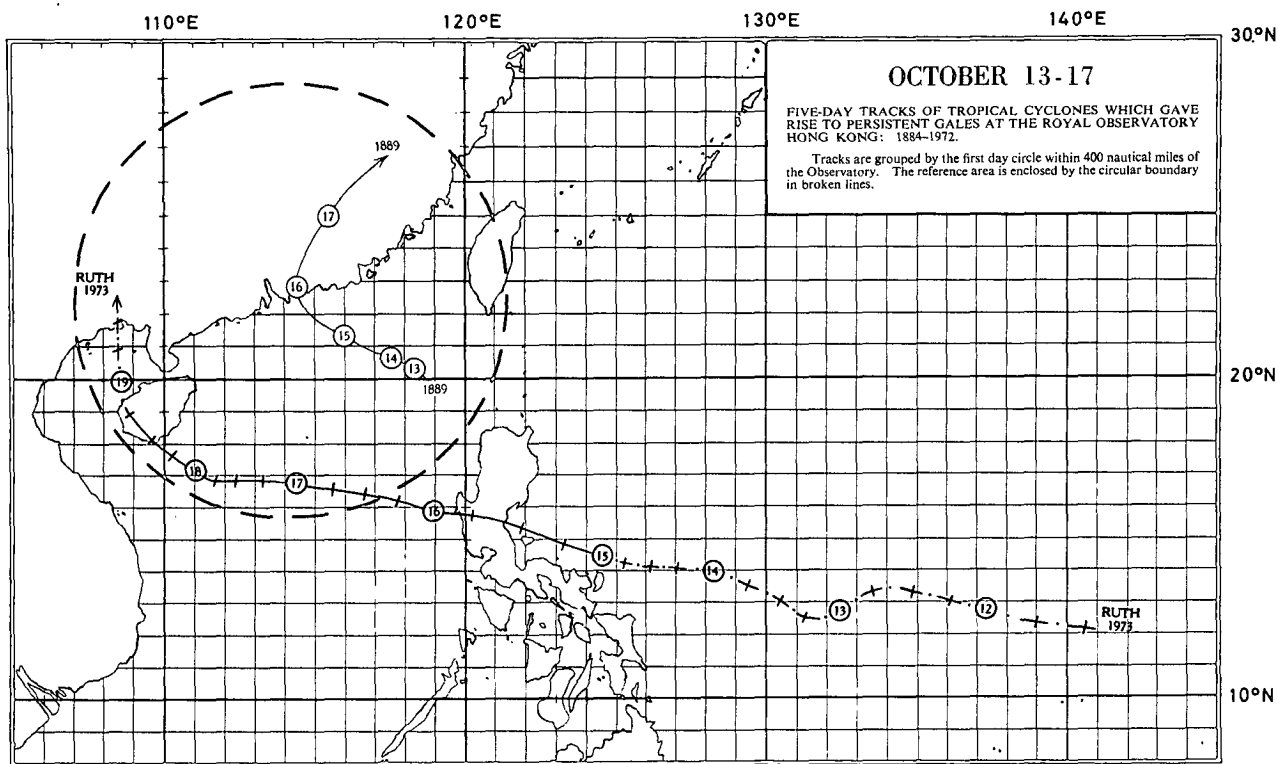 110°E 120°E 130°E 140°E
30°N
OCTOBER 13-17
FIVE-DAY TRACKS OF TROPICAL CYCLONES WHICH GAVE
RISE TO PERSISTENT GALES AT THE ROYAL OBSERVATORY
HONG KONG: 1884–1972.
Tracks are grouped by the first day circle within 400 nautical miles of
the Observatory. The reference area is enclosed by the circular boundary
in broken lines.
1889
17
RUTH
1973
16
15
14
13
1889
19
20°N
18
17
16
15
14
13
12
RUTH
1973
10°N